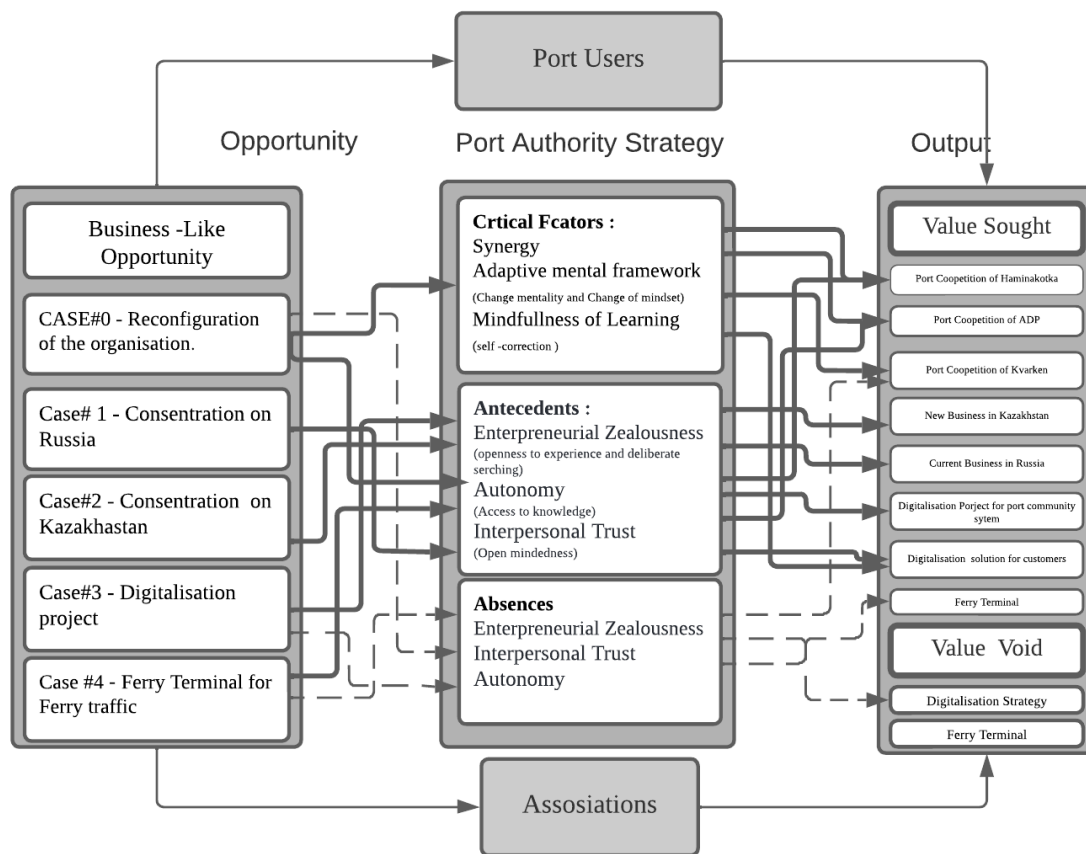 Port Users
Opportunity
Port Authority Strategy
Output
Business -Like
Opportunity
CASE#0 - Reconfiguration
of the organisation.
Case# 1 - Consentration on
Russia
Case#2 - Consentration on
Kazakhastan
Case#3 - Digitalisation
project
Case #4 - Ferry Terminal for
Ferry traffic
Crtical Fcators :
Synergy
Adaptive mental framework
(Change mentality and Change of mindset)
Mindfullness of Learning
(self -correction )
Antecedents :
Enterpreneurial Zealousness
(openness to experience and deliberate
serching)
Autonomy
(Access to knowledge)
Interpersonal Trust
(Open mindedness)
Absences
Enterpreneurial Zealousness
Interpersonal Trust
Autonomy
Value Sought
Port Coopetition of Haminakotka
Port Coopetition of ADP
Port Coopetition of Kvarken
New Business in Kazakhstan
Current Business in Russia
Digitalisation Porject for port community
sytem
Digitalisation solution for customers
Ferry Terminal
Value Void
Digitalisation Strategy
Ferry Terminal
Assosiations